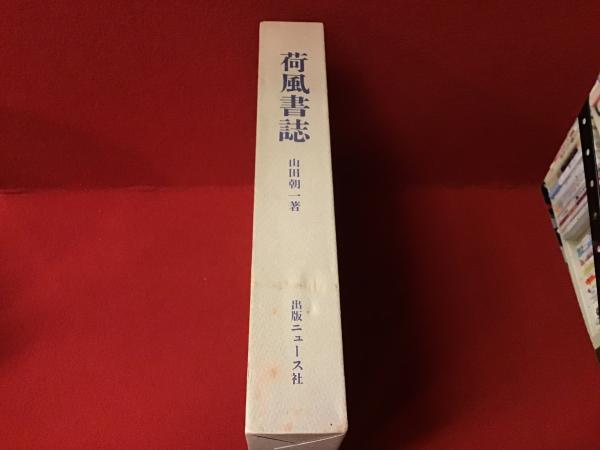 荷風書誌
山田朝一著
出版ニュース社